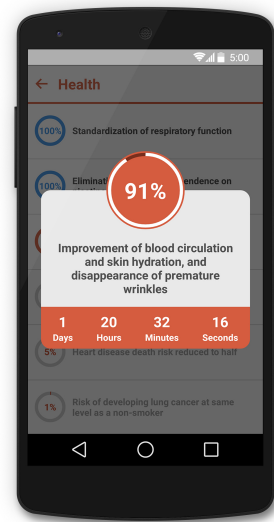 5:00
Health
100% Standardization of respiratory function
100% Eliminati endence on
91%
Improvement of blood circulation
and skin hydration, and
disappearance of premature
wrinkles
1 20 32 16
Days Hours Minutes Seconds
5% Heart disease death risk reduced to half
1% Risk of developing lung cancer at same
level as a non-smoker